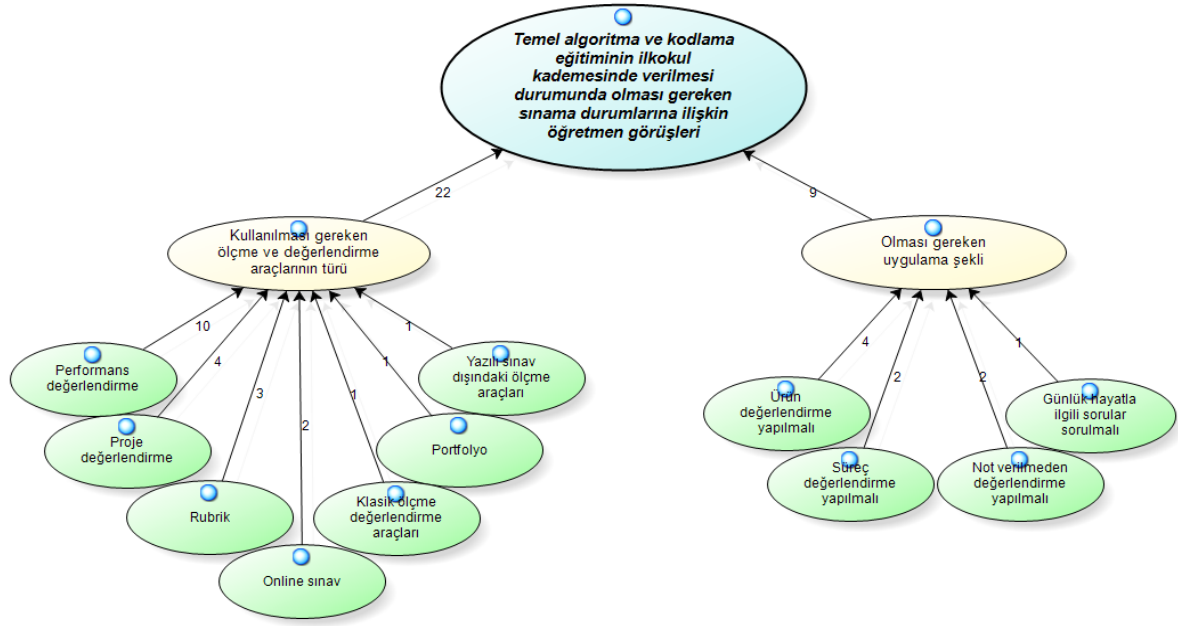 Temel algoritma ve kodlama
eğitiminin ilkokul
kademesinde verilmesi
durumunda olması gereken
sınama durumlarına ilişkin
öğretmen görüşleri
22
9
Kullanılması gereken
ölçme ve değerlendirme
araçlarının türü
Olması gereken
uygulama şekli
10
4
3
2
1
1
1
4
2
2
1
Performans
değerlendirme
Proje
değerlendirme
Rubrik
Online sınav
Klasik ölçme
değerlendirme
araçları
Portfolyo
Yazılı sınav
dışındaki ölçme
araçları
Ürün
değerlendirme
yapılmalı
Süreç
değerlendirme
yapılmalı
Not verilmeden
değerlendirme
yapılmalı
Günlük hayatla
ilgili sorular
sorulmalı